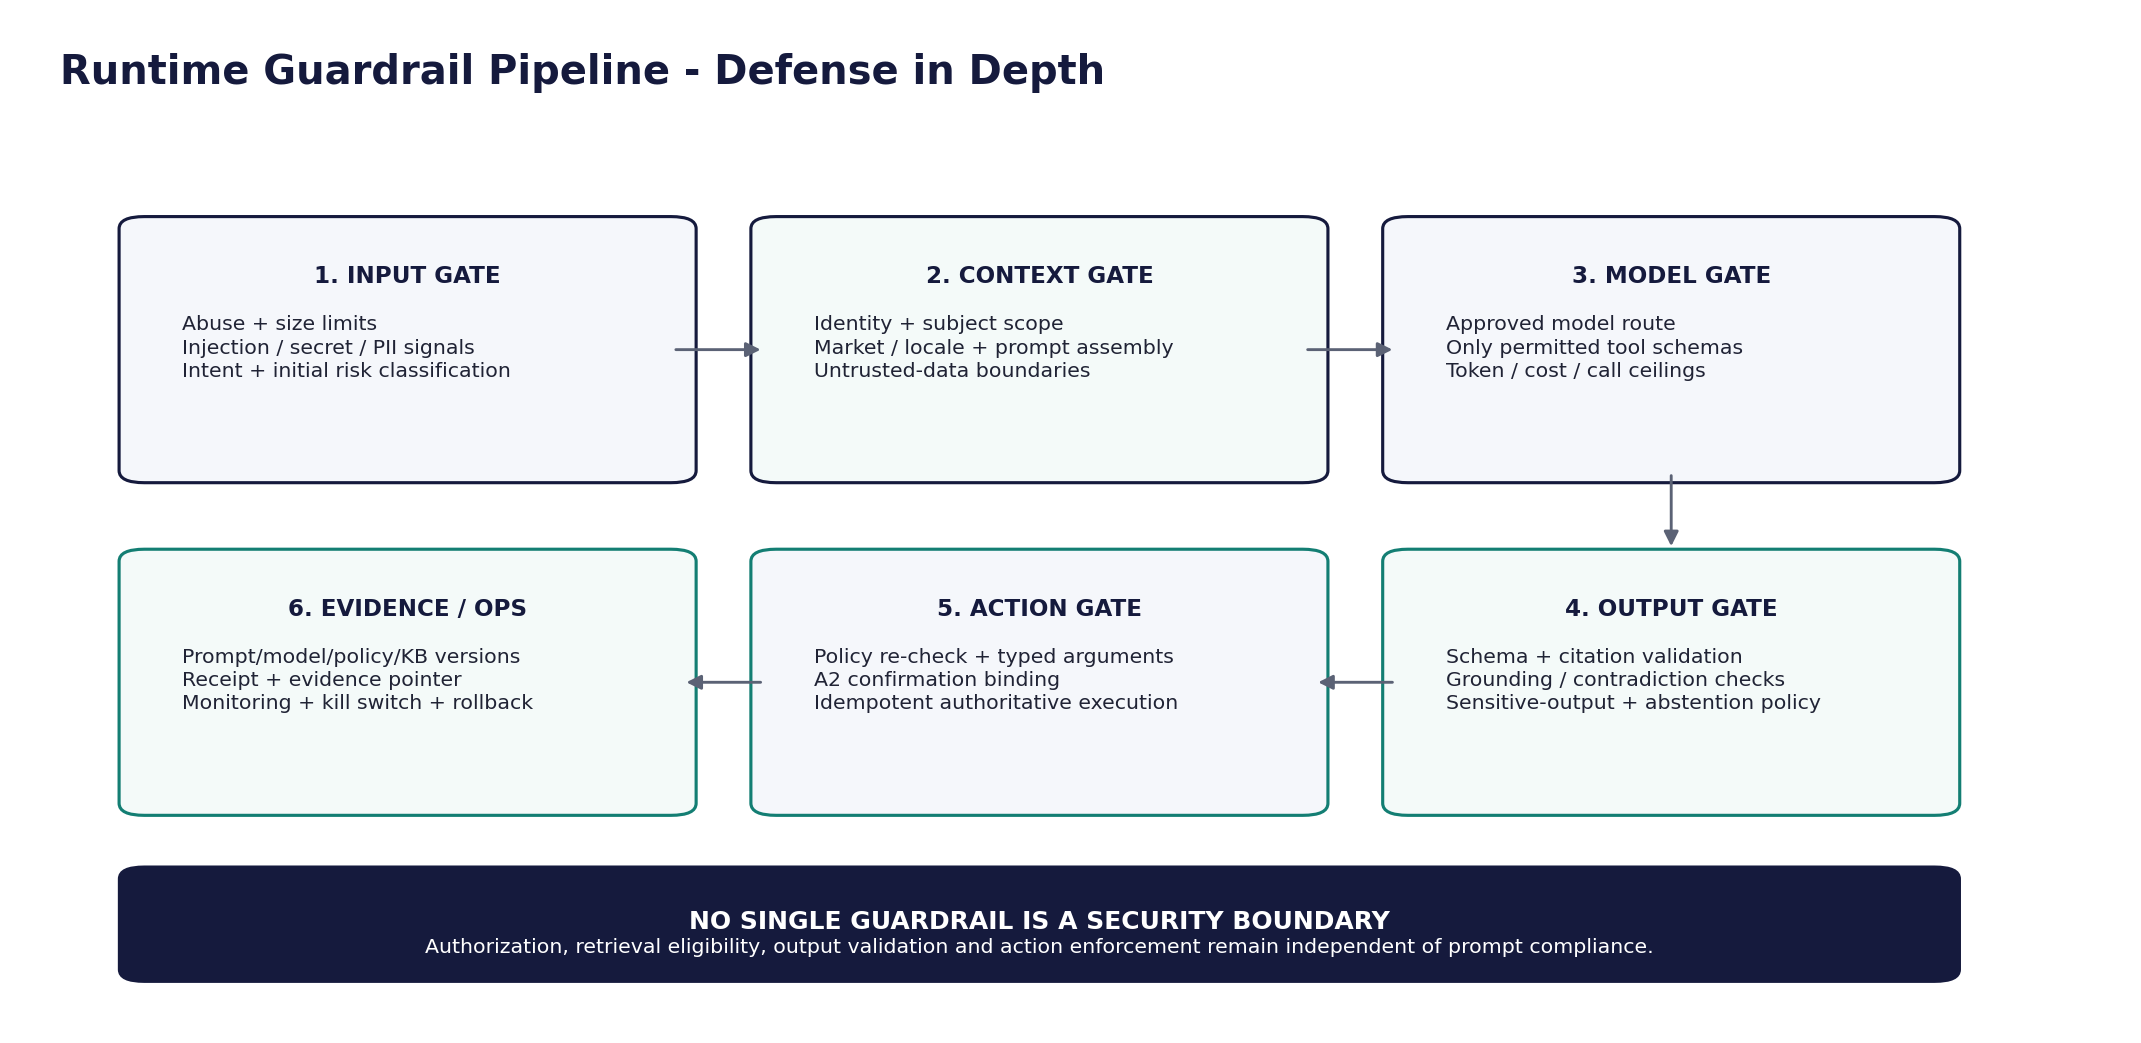 Runtime Guardrail Pipeline - Defense in Depth
1. INPUT GATE
Abuse + size limits
Injection / secret / PII signals
Intent + initial risk classification
2. CONTEXT GATE
Identity + subject scope
Market / locale + prompt assembly
Untrusted-data boundaries
3. MODEL GATE
Approved model route
Only permitted tool schemas
Token / cost / call ceilings
4. OUTPUT GATE
Schema + citation validation
Grounding / contradiction checks
Sensitive-output + abstention policy
5. ACTION GATE
Policy re-check + typed arguments
A2 confirmation binding
Idempotent authoritative execution
6. EVIDENCE / OPS
Prompt/model/policy/KB versions
Receipt + evidence pointer
Monitoring + kill switch + rollback
NO SINGLE GUARDRAIL IS A SECURITY BOUNDARY
Authorization, retrieval eligibility, output validation and action enforcement remain independent of prompt compliance.